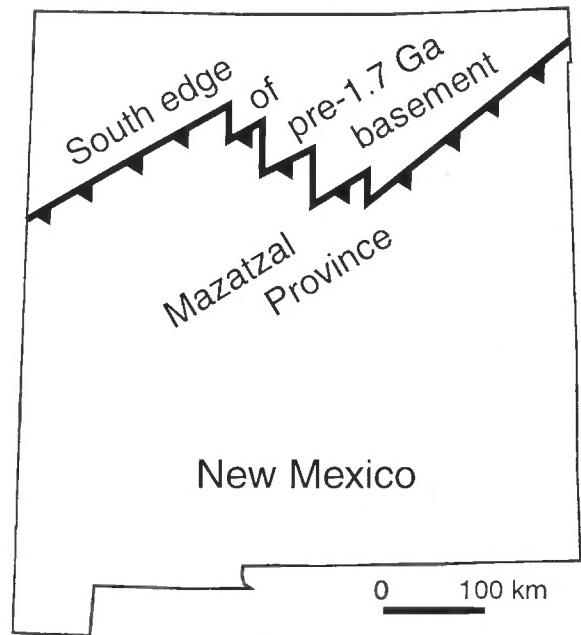 South edge of
pre-1.7 Ga
basement
Mazatzal
Province
New Mexico
0 100 km